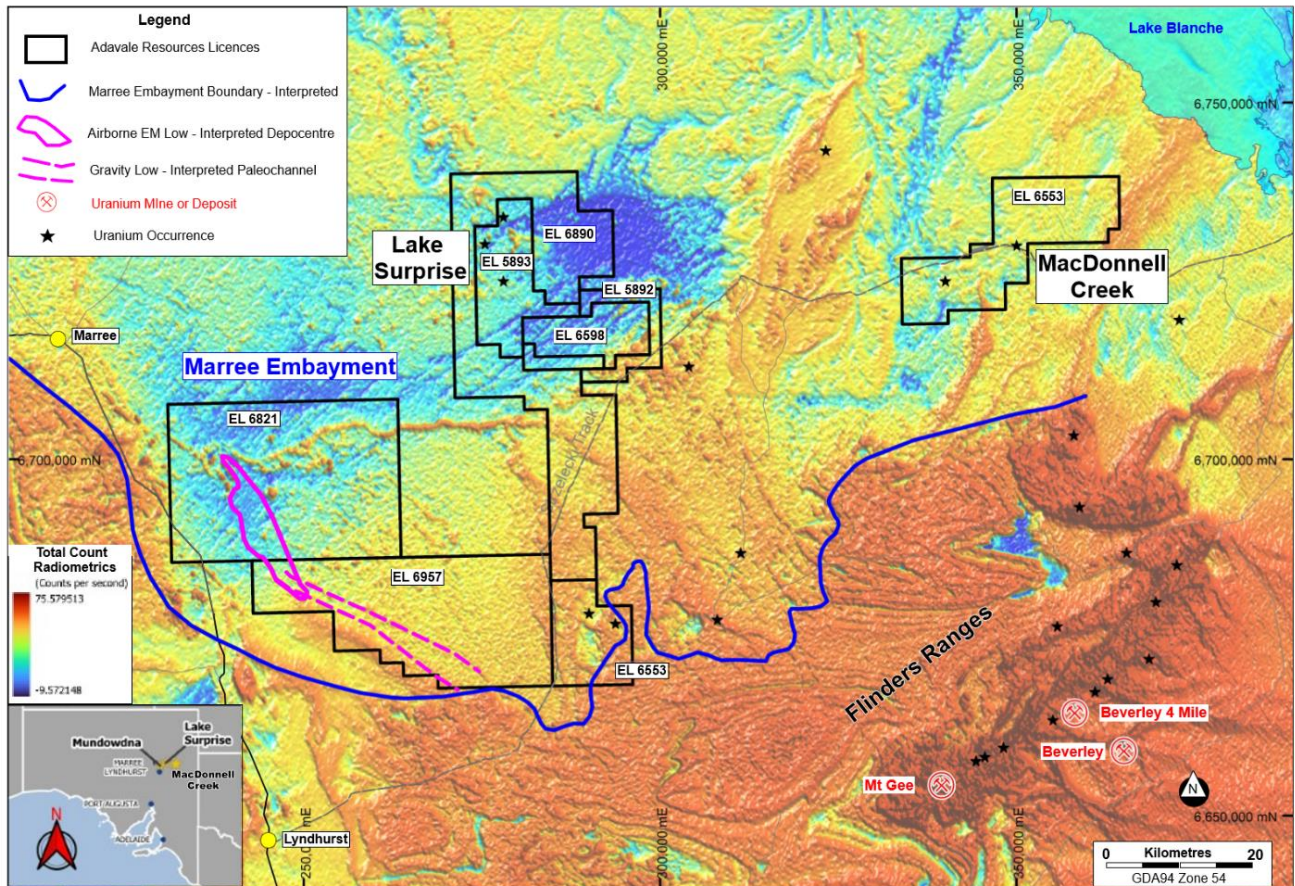 Legend
Adavale Resources Licences
Marree Embayment Boundary - Interpreted
Airborne EM Low - Interpreted Depocentre
Gravity Low - Interpreted Paleochannel
Uranium MIne or Deposit
Uranium Occurrence
300,000 mE
350,000 mE
Lake Blanche
6,750,000 mN
EL 6553
EL 6890
Lake
Surprise
EL 5893
MacDonnell
Creek
EL 5892
EL 6598
Marree
Marree Embayment
EL 6821
6,700,000 mN
6,700,000 mN
Track
Total Count
Radiometrics
(Counts per second)
75.579513
-9.572148
EL 6957
EL 6553
Flinders Ranges
Beverley 4 Mile
Beverley
Mt Gee
N
Lake
Surprise
Mundowdna
MARREE
LYNDHURST
MacDonnell
Creek
PORT AUGUSTA
ADELAIDE
N
Lyndhurst
250,000 mE
300,000 mE
350,000 mE
6,650,000 mN
0 Kilometres 20
GDA94 Zone 54